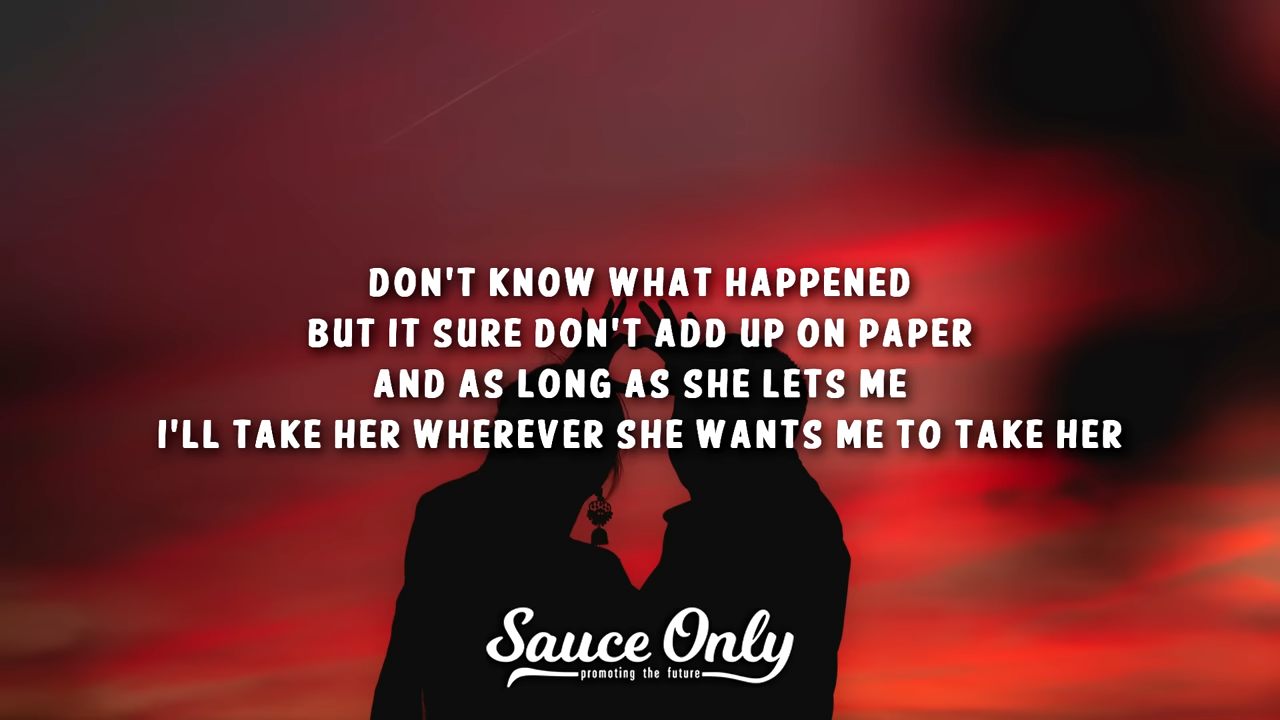 DON'T KNOW WHAT HAPPENED
BUT IT SURE DON'T ADD UP ON PAPER
AND AS LONG AS SHE LETS ME
I'LL TAKE HER WHEREVER SHE WANTS ME TO TAKE HER
Sauce Only
promoting the future